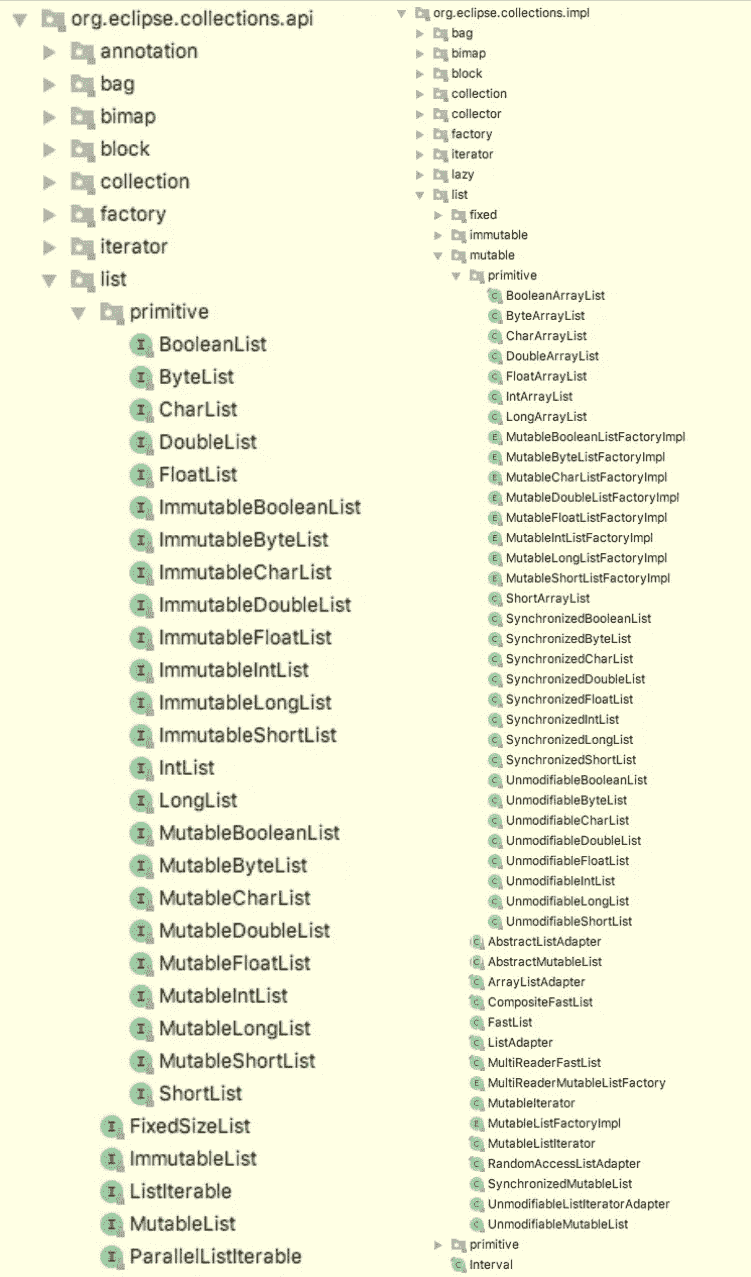 org.eclipse.collections.api
annotation
bag
bimap
block
collection
factory
iterator
list
primitive
BooleanList
ByteList
CharList
DoubleList
FloatList
ImmutableBooleanList
ImmutableByteList
ImmutableCharList
ImmutableDoubleList
ImmutableFloatList
ImmutableIntList
ImmutableLongList
ImmutableShortList
IntList
LongList
MutableBooleanList
MutableByteList
MutableCharList
MutableDoubleList
MutableFloatList
MutableIntList
MutableLongList
MutableShortList
ShortList
FixedSizeList
ImmutableList
ListIterable
MutableList
ParallelListIterable
org.eclipse.collections.impl
bag
bimap
block
collection
collector
factory
iterator
lazy
list
fixed
immutable
mutable
primitive
BooleanArrayList
ByteArrayList
CharArrayList
DoubleArrayList
FloatArrayList
IntArrayList
LongArrayList
MutableBooleanListFactoryImpl
MutableByteListFactoryImpl
MutableCharListFactoryImpl
MutableDoubleListFactoryImpl
MutableFloatListFactoryImpl
MutableIntListFactoryImpl
MutableLongListFactoryImpl
MutableShortListFactoryImpl
ShortArrayList
SynchronizedBooleanList
SynchronizedByteList
SynchronizedCharList
SynchronizedDoubleList
SynchronizedFloatList
SynchronizedIntList
SynchronizedLongList
SynchronizedShortList
UnmodifiableBooleanList
UnmodifiableByteList
UnmodifiableCharList
UnmodifiableDoubleList
UnmodifiableFloatList
UnmodifiableIntList
UnmodifiableLongList
UnmodifiableShortList
AbstractListAdapter
AbstractMutableList
ArrayListAdapter
CompositeFastList
FastList
ListAdapter
MultiReaderFastList
MultiReaderMutableListFactory
MutableIterator
MutableListFactoryImpl
MutableListIterator
RandomAccessListAdapter
SynchronizedMutableList
UnmodifiableListIteratorAdapter
UnmodifiableMutableList
primitive
Interval